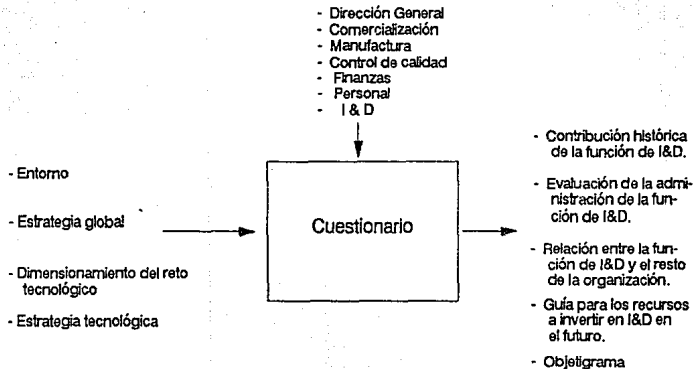 - Dirección General
- Comercialización
- Manufactura
- Control de calidad
- Finanzas
- Personal
- I & D
- Entorno
- Estrategia global
- Dimensionamiento del reto
tecnológico
- Estrategia tecnológica
Cuestionario
- Contribución histórica
de la función de I&D.
- Evaluación de la admi-
nistración de la fun-
ción de I&D.
- Relación entre la fun-
ción de I&D y el resto
de la organización.
- Guía para los recursos
a invertir en I&D en
el futuro.
- Objetigrama